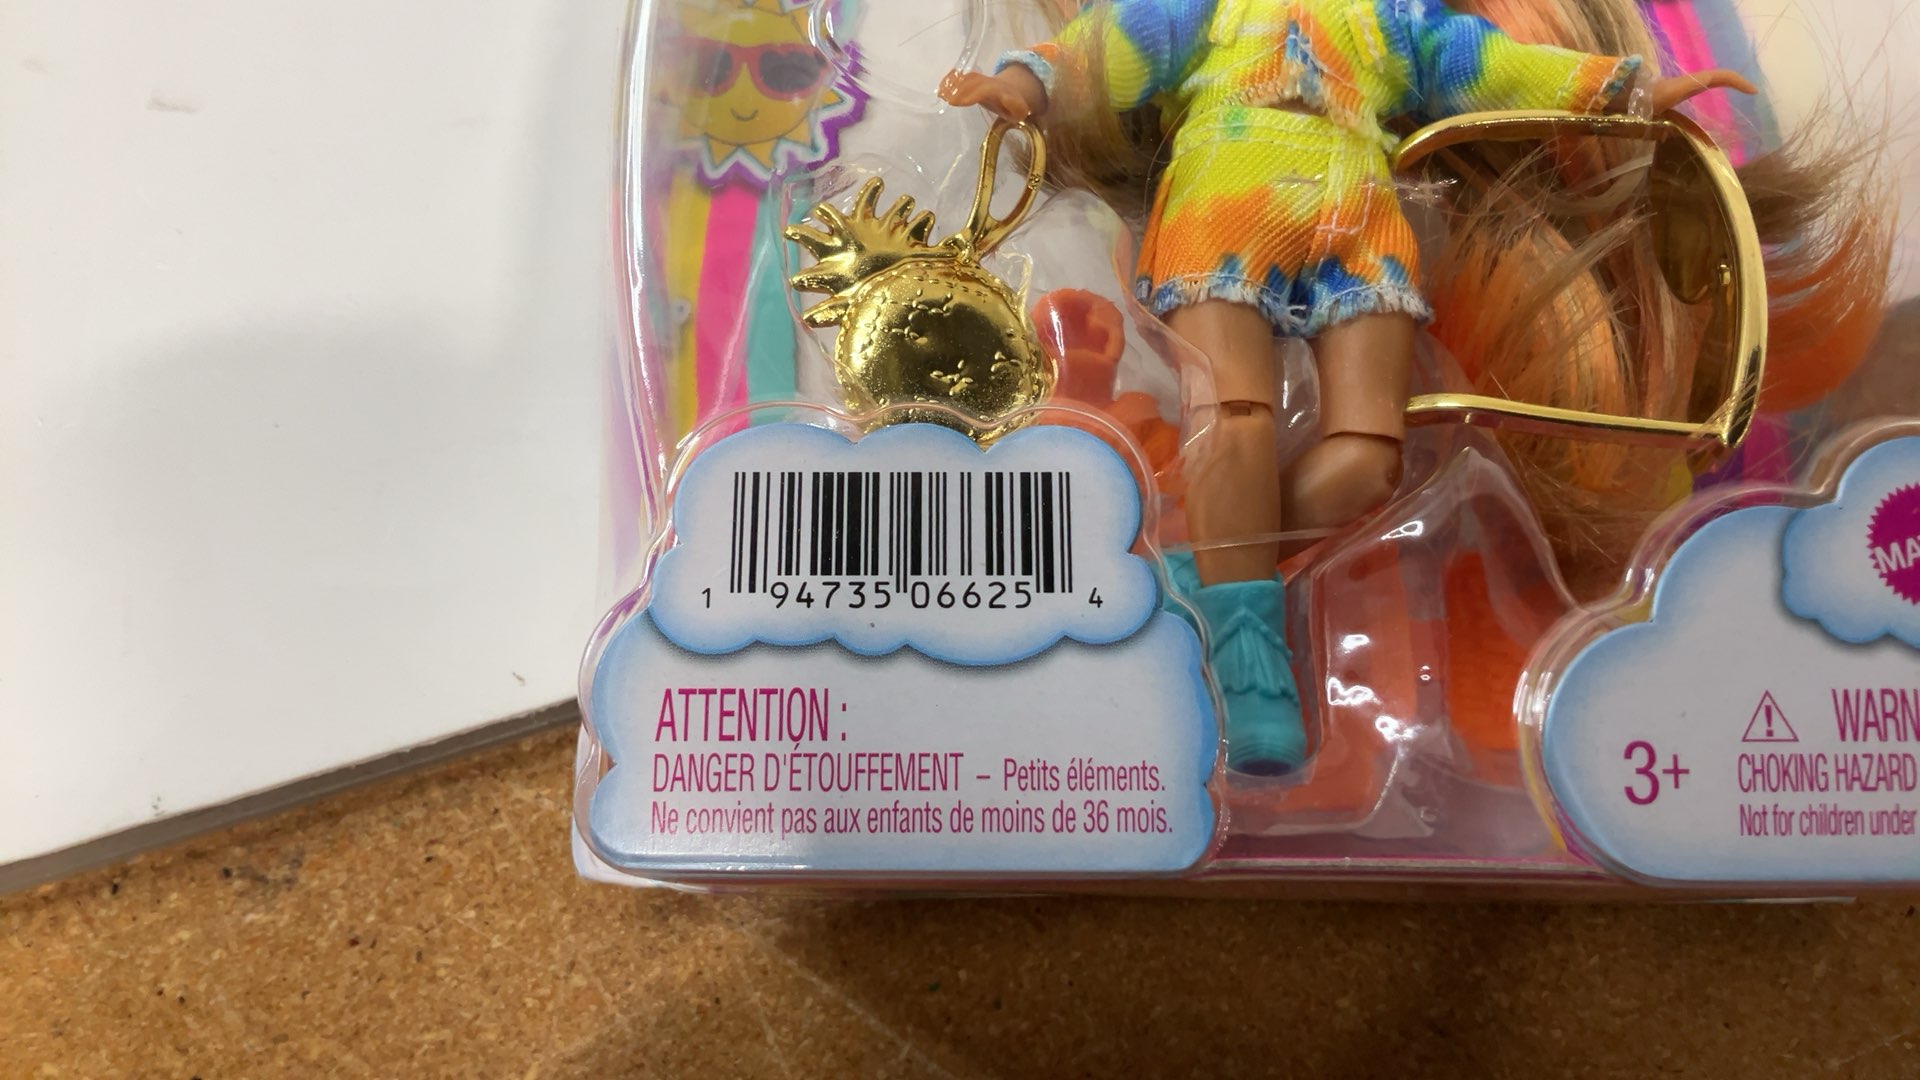 1 94735 06625 4
ATTENTION :
DANGER D'ÉTOUFFEMENT – Petits éléments.
Ne convient pas aux enfants de moins de 36 mois.
3+
CHOKING HAZARD
Not for children under